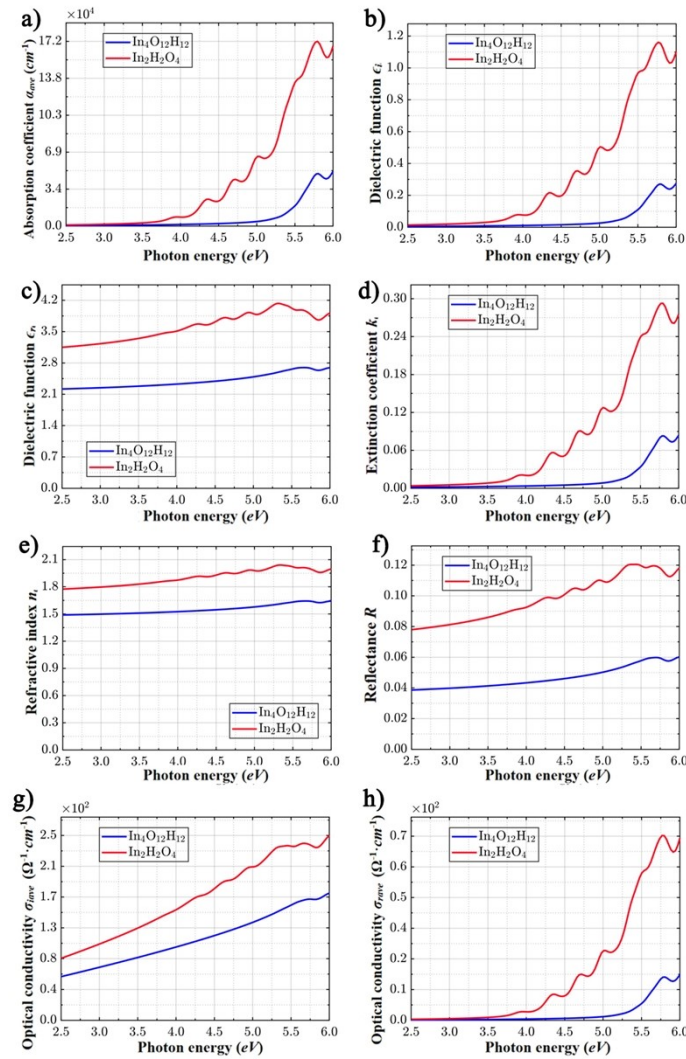 a)
×10⁴
Absorption coefficient α_ave (cm⁻¹)
17.2
13.3
10.3
6.9
3.4
0.0
In₄O₁₂H₁₂
In₂H₂O₄
2.5 3.0 3.5 4.0 4.5 5.0 5.5 6.0
Photon energy (eV)
b)
Dielectric function ϵ_i
1.2
1.0
0.8
0.6
0.4
0.2
0.0
In₄O₁₂H₁₂
In₂H₂O₄
2.5 3.0 3.5 4.0 4.5 5.0 5.5 6.0
Photon energy (eV)
c)
Dielectric function ϵ_r
4.2
3.5
2.8
2.1
1.4
0.7
0.0
In₄O₁₂H₁₂
In₂H₂O₄
2.5 3.0 3.5 4.0 4.5 5.0 5.5 6.0
Photon energy (eV)
d)
Extinction coefficient k,
0.30
0.24
0.18
0.12
0.06
0.00
In₄O₁₂H₁₂
In₂H₂O₄
2.5 3.0 3.5 4.0 4.5 5.0 5.5 6.0
Photon energy (eV)
e)
Refractive index n,
2.1
1.8
1.5
1.2
0.9
0.6
0.3
0.0
In₄O₁₂H₁₂
In₂H₂O₄
2.5 3.0 3.5 4.0 4.5 5.0 5.5 6.0
Photon energy (eV)
f)
Reflectance R
0.12
0.10
0.08
0.06
0.04
0.02
0.00
In₄O₁₂H₁₂
In₂H₂O₄
2.5 3.0 3.5 4.0 4.5 5.0 5.5 6.0
Photon energy (eV)
g)
×10²
Optical conductivity σ_iave (Ω⁻¹·cm⁻¹)
2.5
2.1
1.7
1.3
0.8
0.4
0.0
In₄O₁₂H₁₂
In₂H₂O₄
2.5 3.0 3.5 4.0 4.5 5.0 5.5 6.0
Photon energy (eV)
h)
×10²
Optical conductivity σ_rave (Ω⁻¹·cm⁻¹)
0.7
0.6
0.4
0.2
0.1
0.0
In₄O₁₂H₁₂
In₂H₂O₄
2.5 3.0 3.5 4.0 4.5 5.0 5.5 6.0
Photon energy (eV)